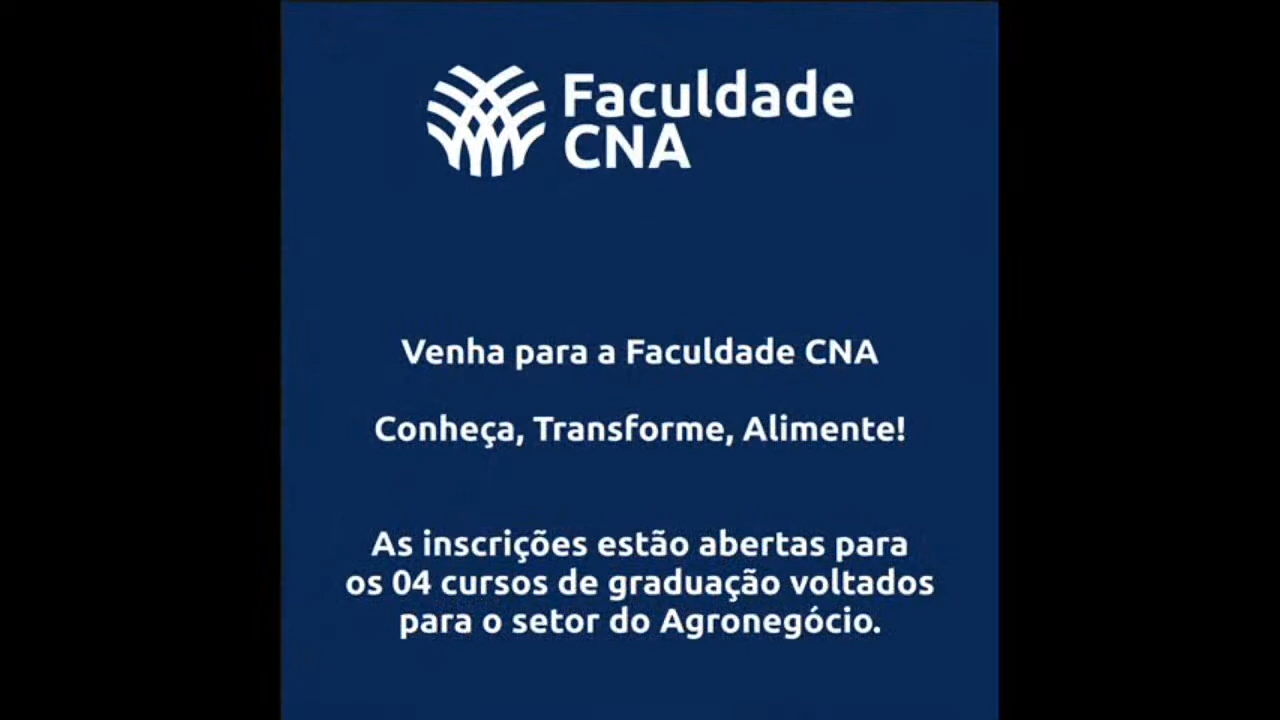 Faculdade
CNA
Venha para a Faculdade CNA
Conheça, Transforme, Alimente!
As inscrições estão abertas para
os 04 cursos de graduação voltados
para o setor do Agronegócio.